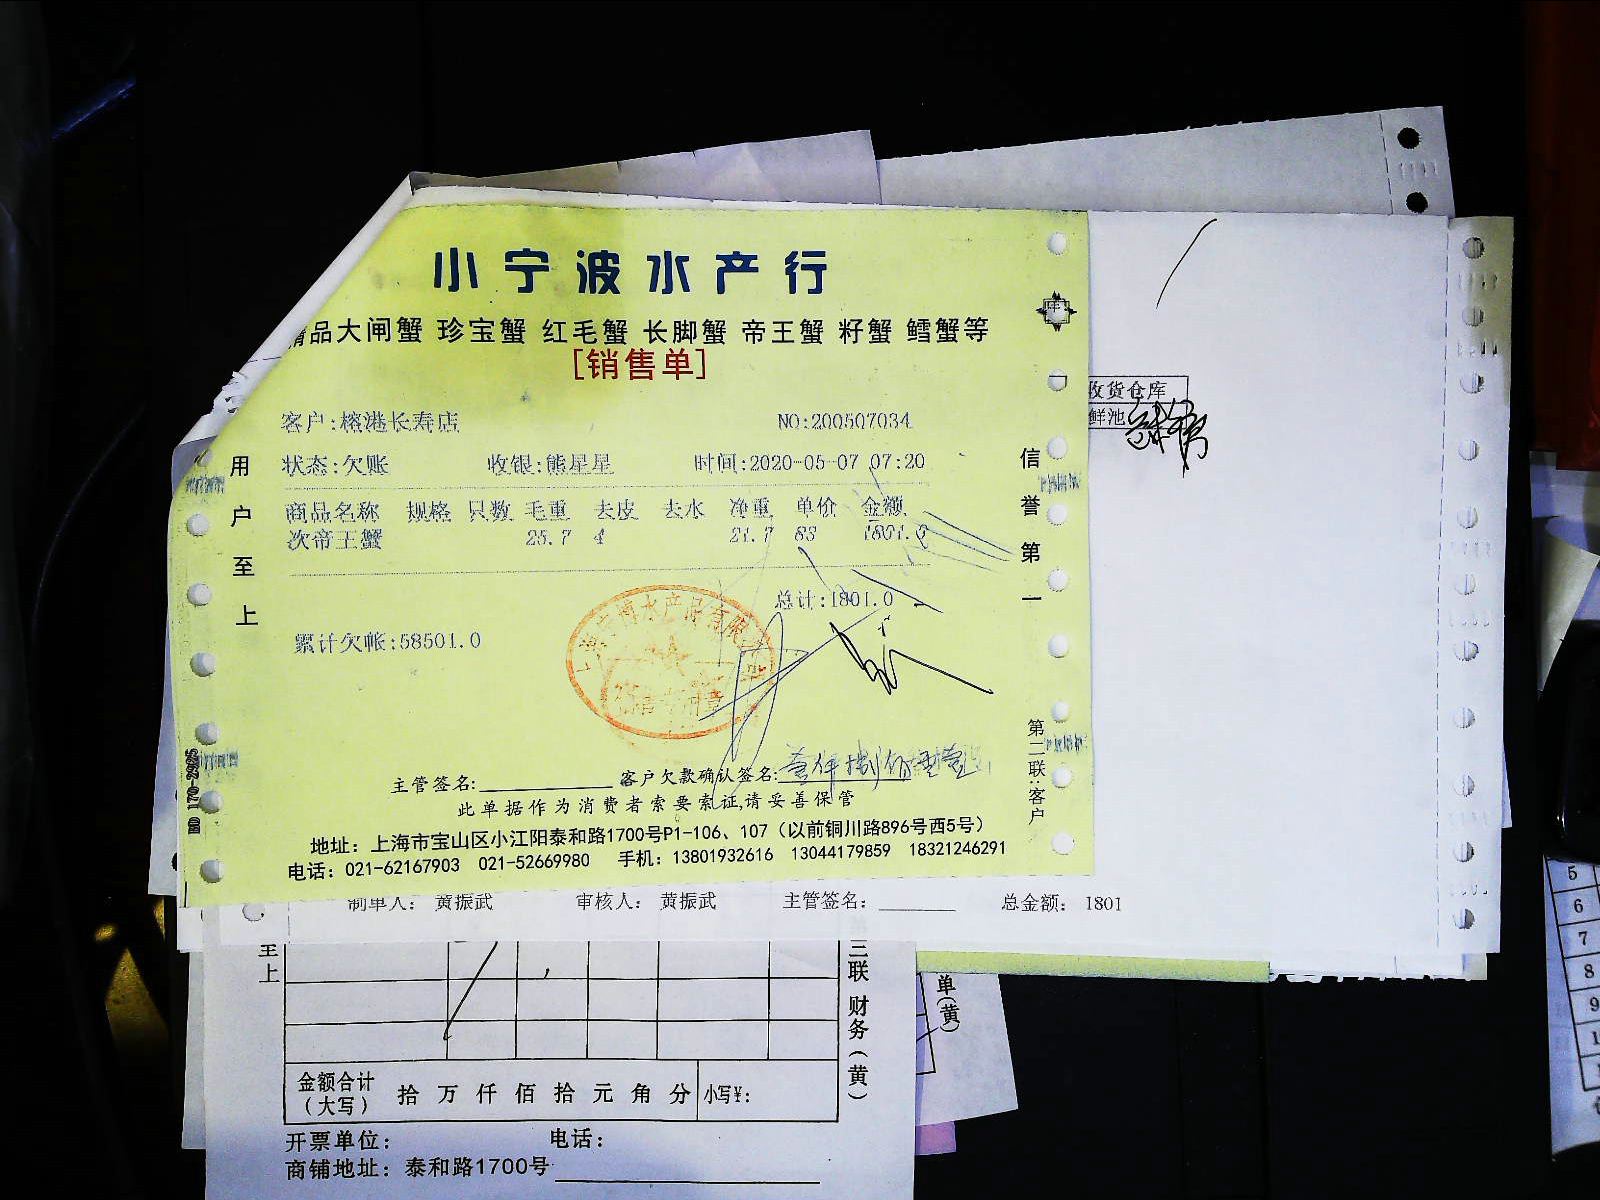 小宁波水产行
精品大闸蟹 珍宝蟹 红毛蟹 长脚蟹 帝王蟹 籽蟹 鳕蟹等
[销售单]
客户:榕港长寿店 NO:200507034
状态:欠账 收银:熊星星 时间:2020-05-07 07:20
商品名称 规格 只数 毛重 去皮 去水 净重 单价 金额
次帝王蟹 25.7 4 21.7 83 1801.0
总计:1801.0
累计欠帐:58501.0
用户至上
信誉第一
第二联:客户
主管签名: 客户欠款确认签名:
此单据作为消费者索要索证,请妥善保管
地址：上海市宝山区小江阳泰和路1700号P1-106、107（以前铜川路896号西5号）
电话：021-62167903 021-52669980 手机：13801932616 13044179859 18321246291
收货仓库
鲜池
制单人： 黄振武 审核人： 黄振武 主管签名： 总金额： 1801
至上
三联 财务(黄)
单(黄)
金额合计(大写) 拾 万 仟 佰 拾 元 角 分 小写¥：
开票单位： 电话：
商铺地址：泰和路1700号
5
6
7
8
9